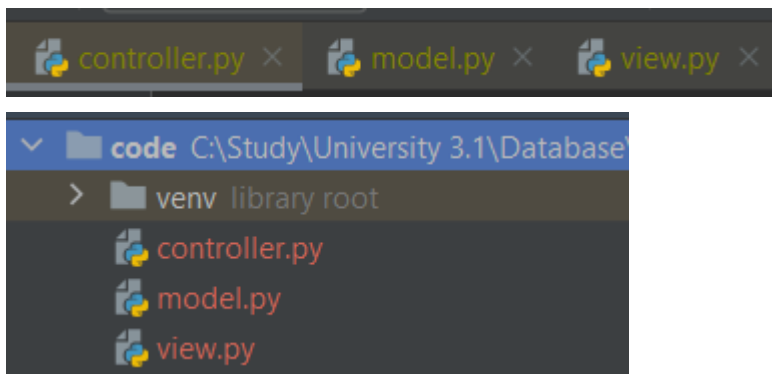 controller.py model.py view.py
code C:\Study\University 3.1\Database\
venv library root
controller.py
model.py
view.py